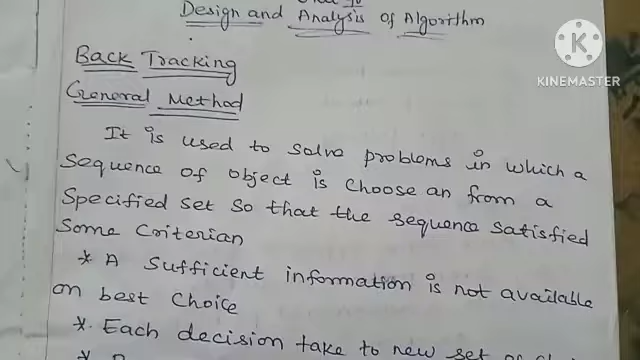 Design and Analysis of Algorithm
Back Tracking
General Method
It is used to solve problems in which a
sequence of object is choose an from a
specified set so that the sequence satisfied
some criterian
* A sufficient information is not available
on best choice
*. Each decision take to new set of
*
KINEMASTER